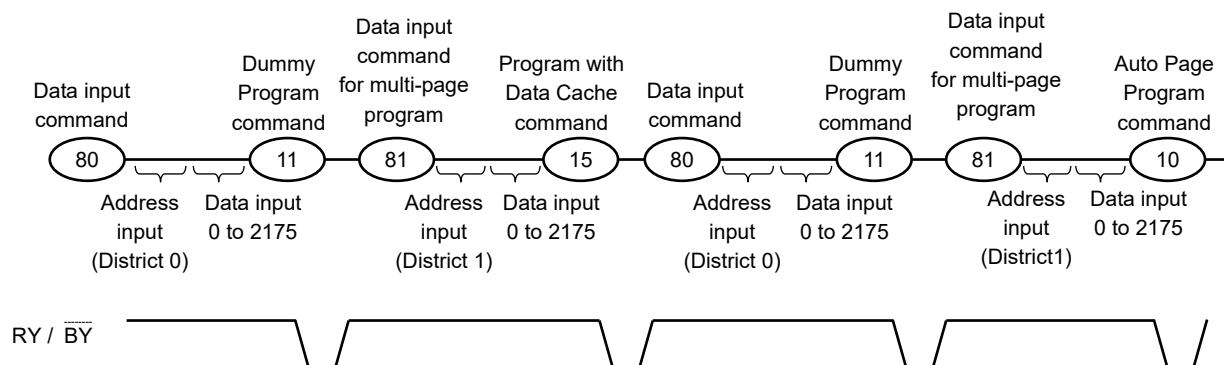 Data input
command
80
Address
input
(District 0)
Data input
0 to 2175
Dummy
Program
command
11
Data input
command
for multi-page
program
81
Address
input
(District 1)
Data input
0 to 2175
Program with
Data Cache
command
15
Data input
command
80
Address
input
(District 0)
Data input
0 to 2175
Dummy
Program
command
11
Data input
command
for multi-page
program
81
Address
input
(District1)
Data input
0 to 2175
Auto Page
Program
command
10
RY / BY